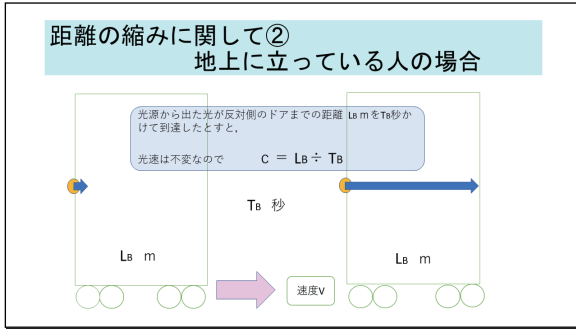 距離の縮みに関して②
地上に立っている人の場合
光源から出た光が反対側のドアまでの距離 LB mをTB秒か
けて到達したとすと，
光速は不変なので C = LB ÷ TB
TB 秒
LB m
LB m
速度V